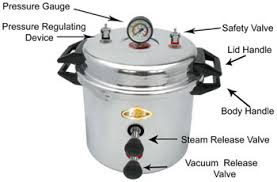 Pressure Gauge
Pressure Regulating
Device
Safety Valve
Lid Handle
Body Handle
Steam Release Valve
Vacuum Release
Valve